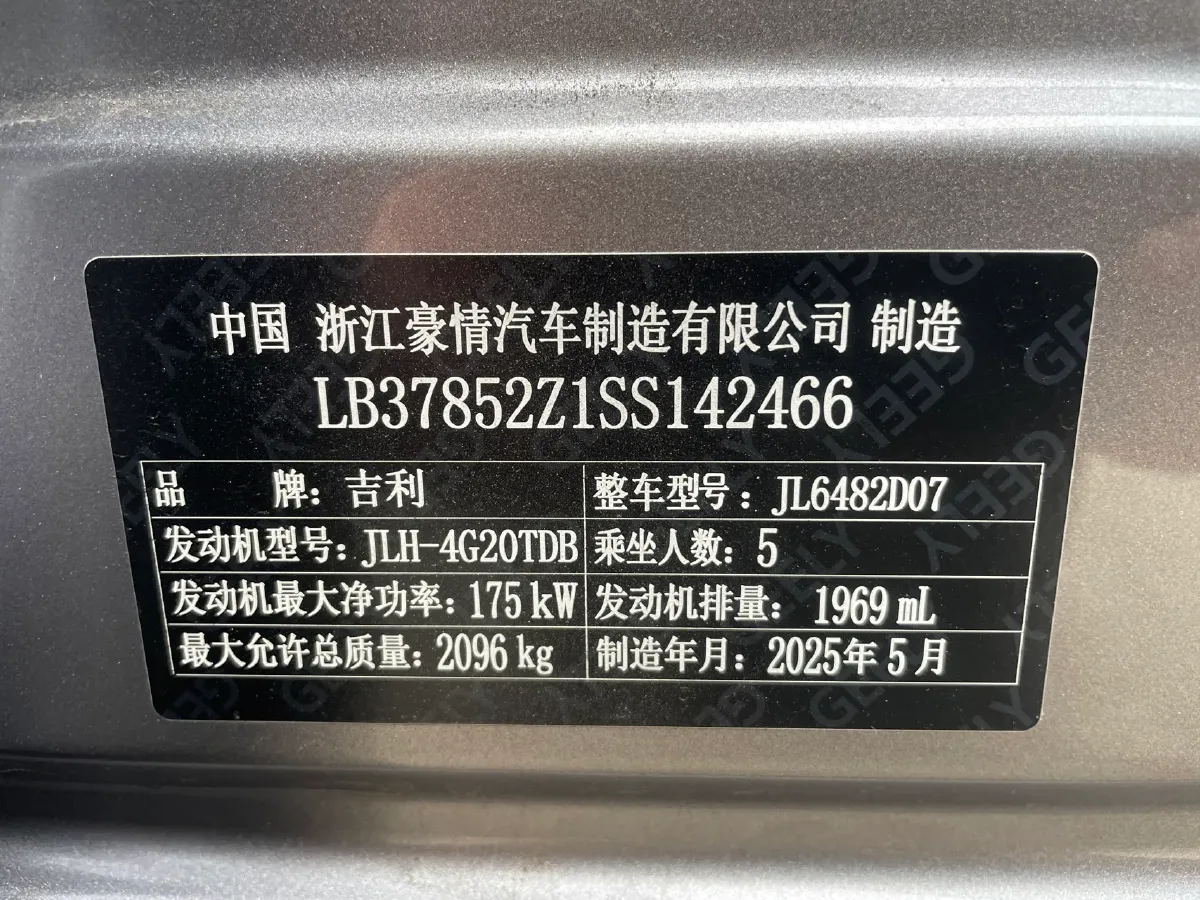 中国 浙江豪情汽车制造有限公司 制造
LB37852Z1SS142466
品 牌：吉利 整车型号：JL6482D07
发动机型号：JLH-4G20TDB 乘坐人数：5
发动机最大净功率：175 kW 发动机排量：1969 mL
最大允许总质量：2096 kg 制造年月：2025年5月